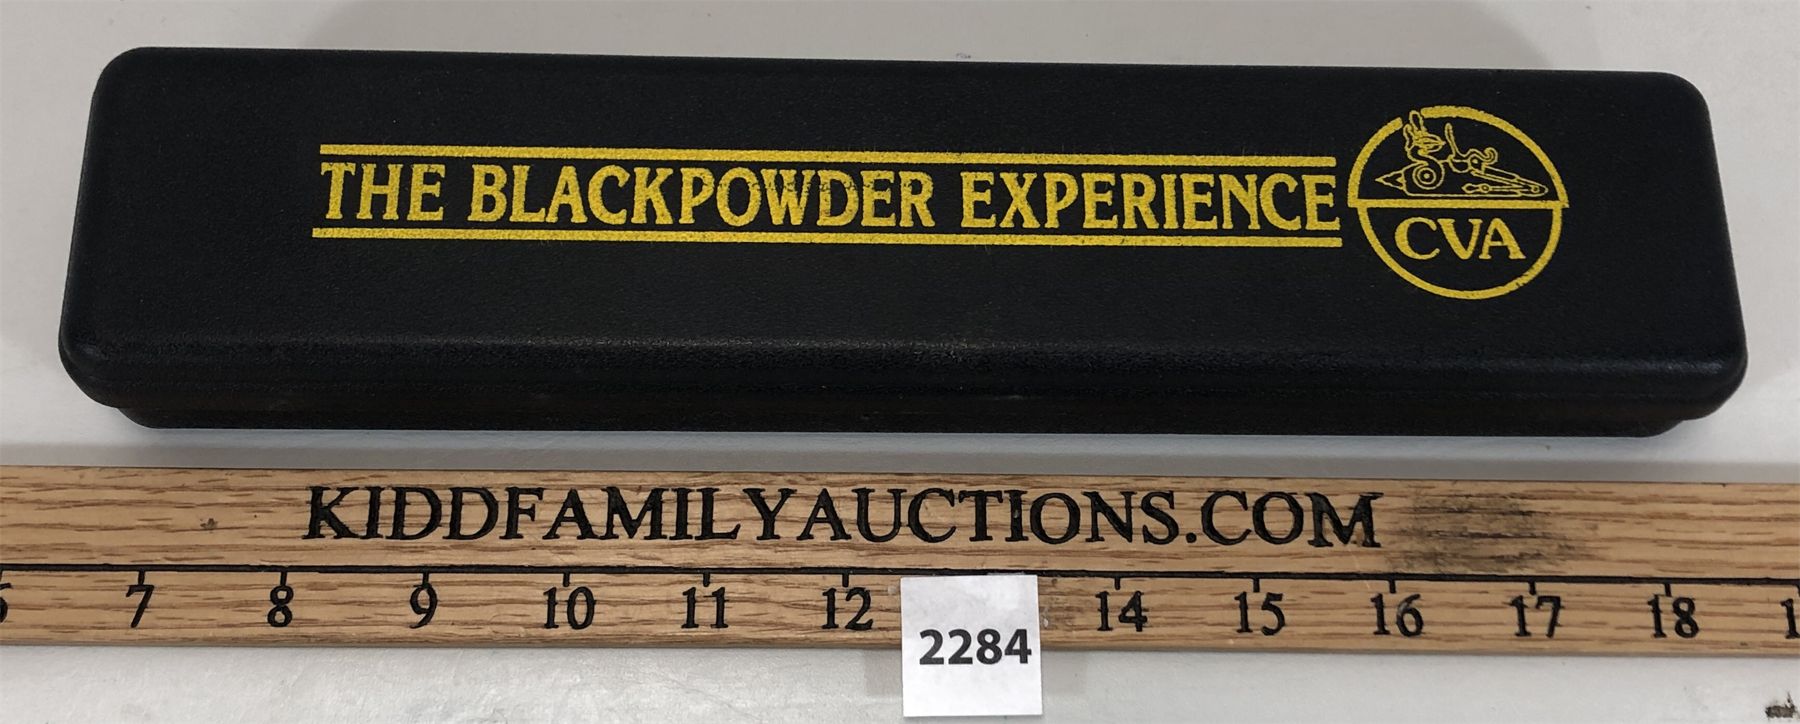 THE BLACKPOWDER EXPERIENCE
CVA
KIDDFAMILYAUCTIONS.COM
7 8 9 10 11 12 14 15 16 17 18
2284